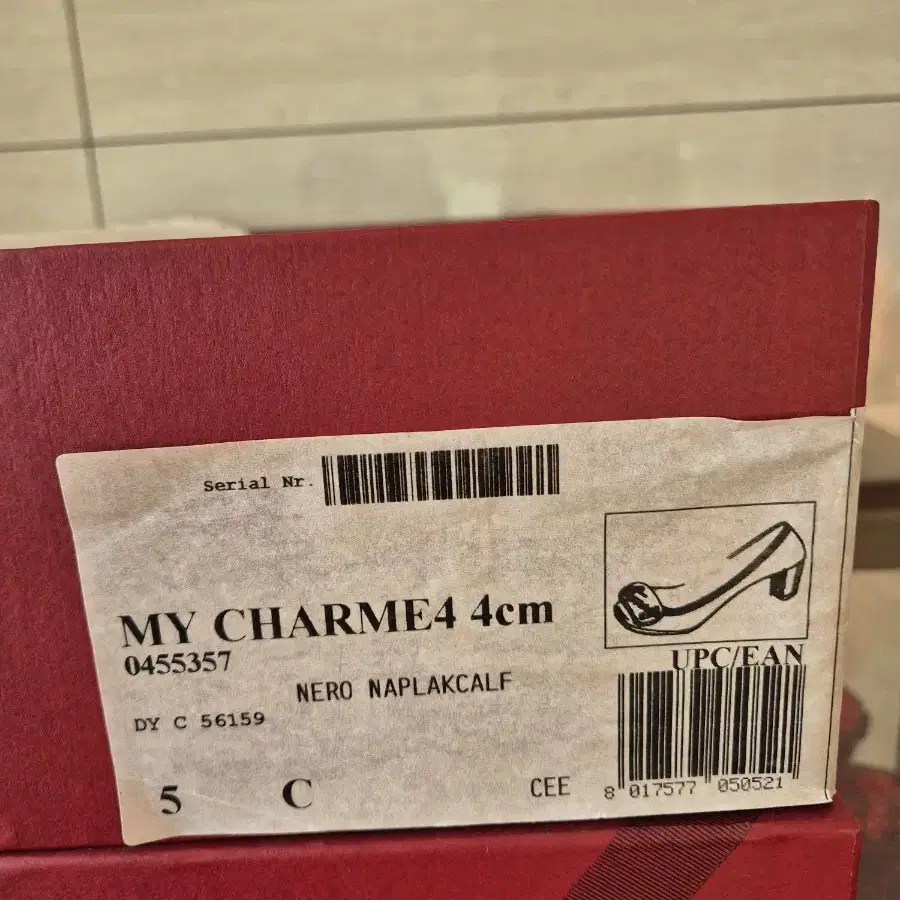 Serial Nr.
MY CHARME4 4cm
0455357
UPC/EAN
NERO NAPLAKCALF
DY C 56159
5 C CEE
8 017577 050521